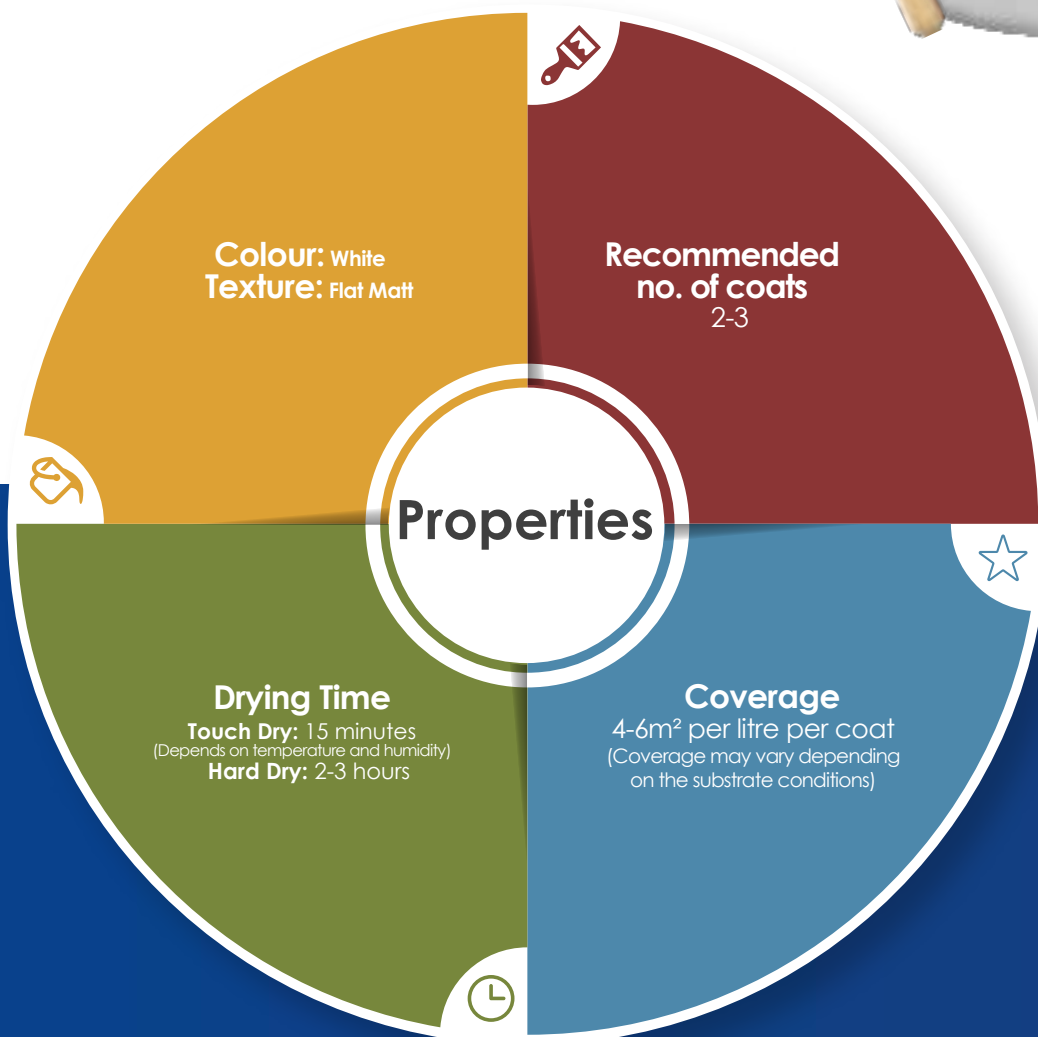 Colour: White
Texture: Flat Matt
Recommended
no. of coats
2-3
Properties
Drying Time
Touch Dry: 15 minutes
(Depends on temperature and humidity)
Hard Dry: 2-3 hours
Coverage
4-6m² per litre per coat
(Coverage may vary depending
on the substrate conditions)